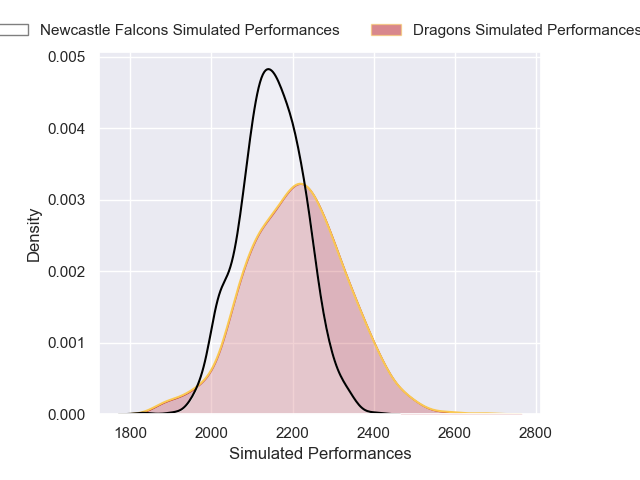 Newcastle Falcons Simulated Performances
Dragons Simulated Performances
0.005
0.004
0.003
0.002
0.001
0.000
Density
1800 2000 2200 2400 2600 2800
Simulated Performances